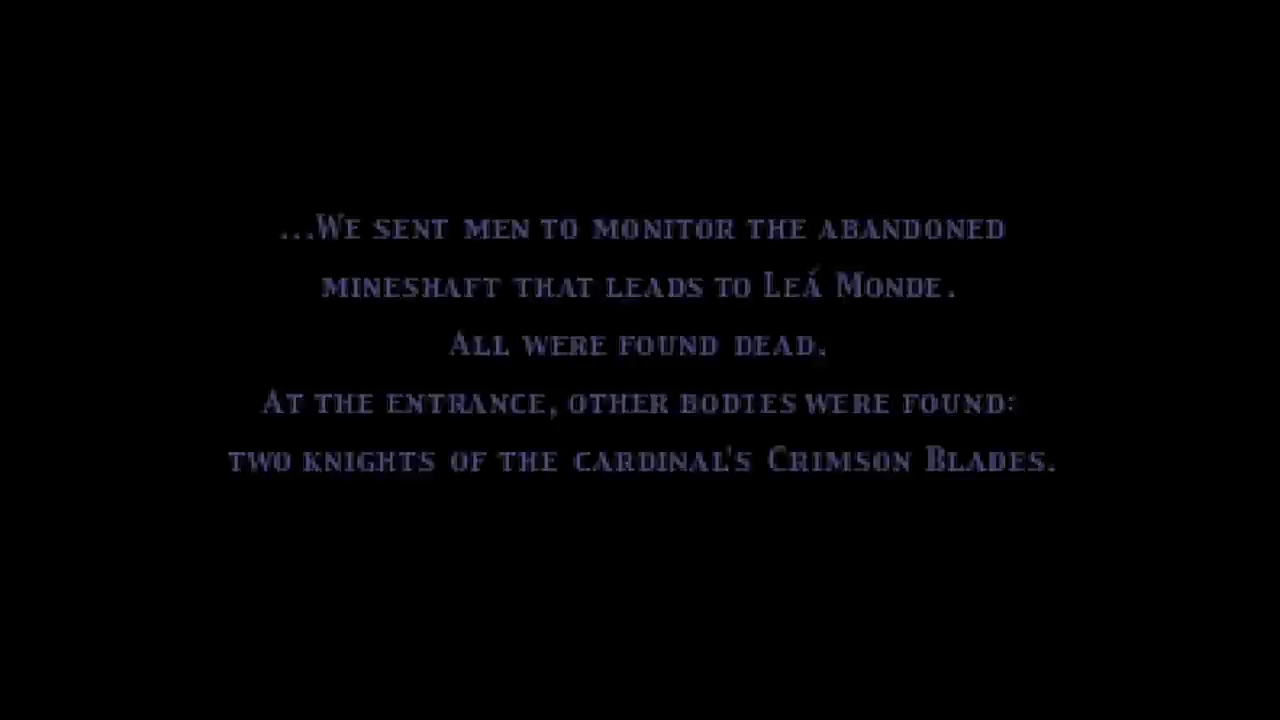 ...We sent men to monitor the abandoned
mineshaft that leads to Leá Monde.
All were found dead.
At the entrance, other bodies were found:
two knights of the cardinal's Crimson Blades.